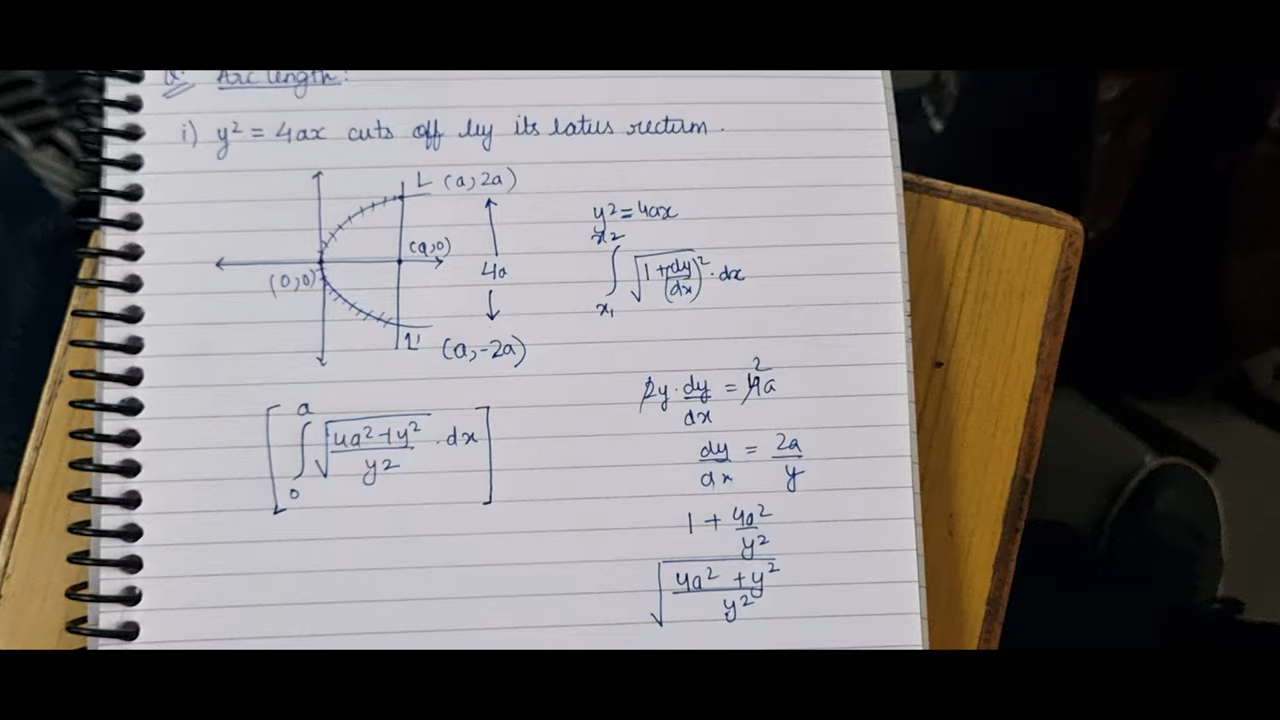 Q. Arc length:
i) y² = 4ax cuts off by its latus rectum.
L (a, 2a)
(a,0)
(0,0)
4a
L' (a, -2a)
y² = 4ax
∫_{x₁}^{x₂} √(1 + (dy/dx)²) · dx
2y · dy/dx = 4a 2
dy/dx = 2a/y
1 + 4a²/y²
√((4a² + y²)/y²)
[∫_0^a √((4a² + y²)/y²) · dx]